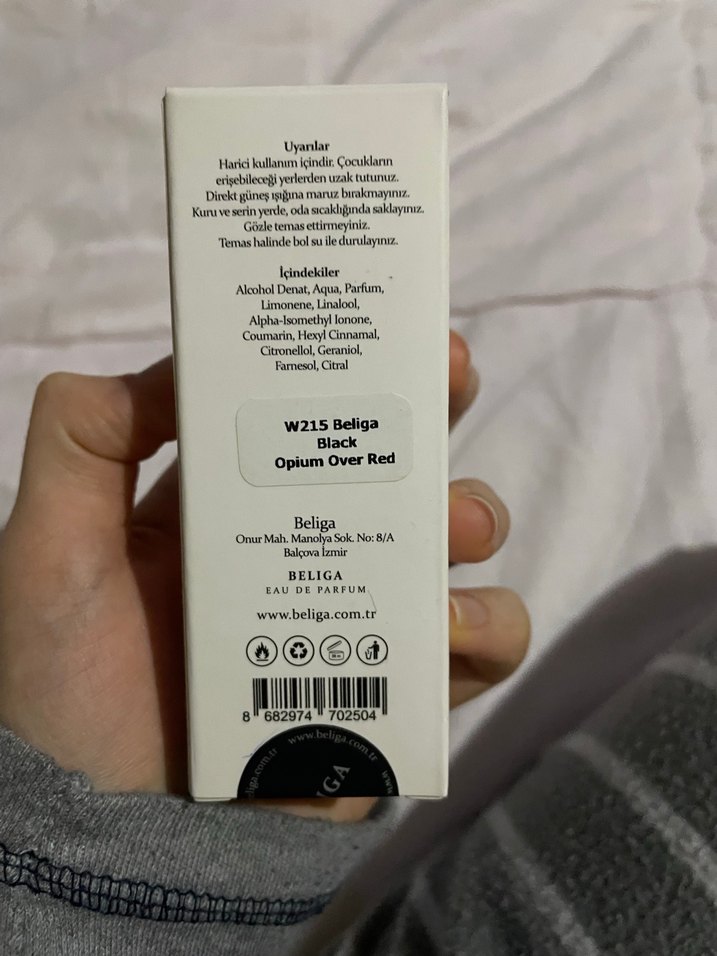 Uyarılar
Harici kullanım içindir. Çocukların
erişebileceği yerlerden uzak tutunuz.
Direkt güneş ışığına maruz bırakmayınız.
Kuru ve serin yerde, oda sıcaklığında saklayınız.
Gözle temas ettirmeyiniz.
Temas halinde bol su ile durulayınız.
İçindekiler
Alcohol Denat, Aqua, Parfum,
Limonene, Linalool,
Alpha-Isomethyl Ionone,
Coumarin, Hexyl Cinnamal,
Citronellol, Geraniol,
Farnesol, Citral
W215 Beliga
Black
Opium Over Red
Beliga
Onur Mah. Manolya Sok. No: 8/A
Balçova İzmir
BELIGA
EAU DE PARFUM
www.beliga.com.tr
8 682974 702504
www.beliga.com.tr